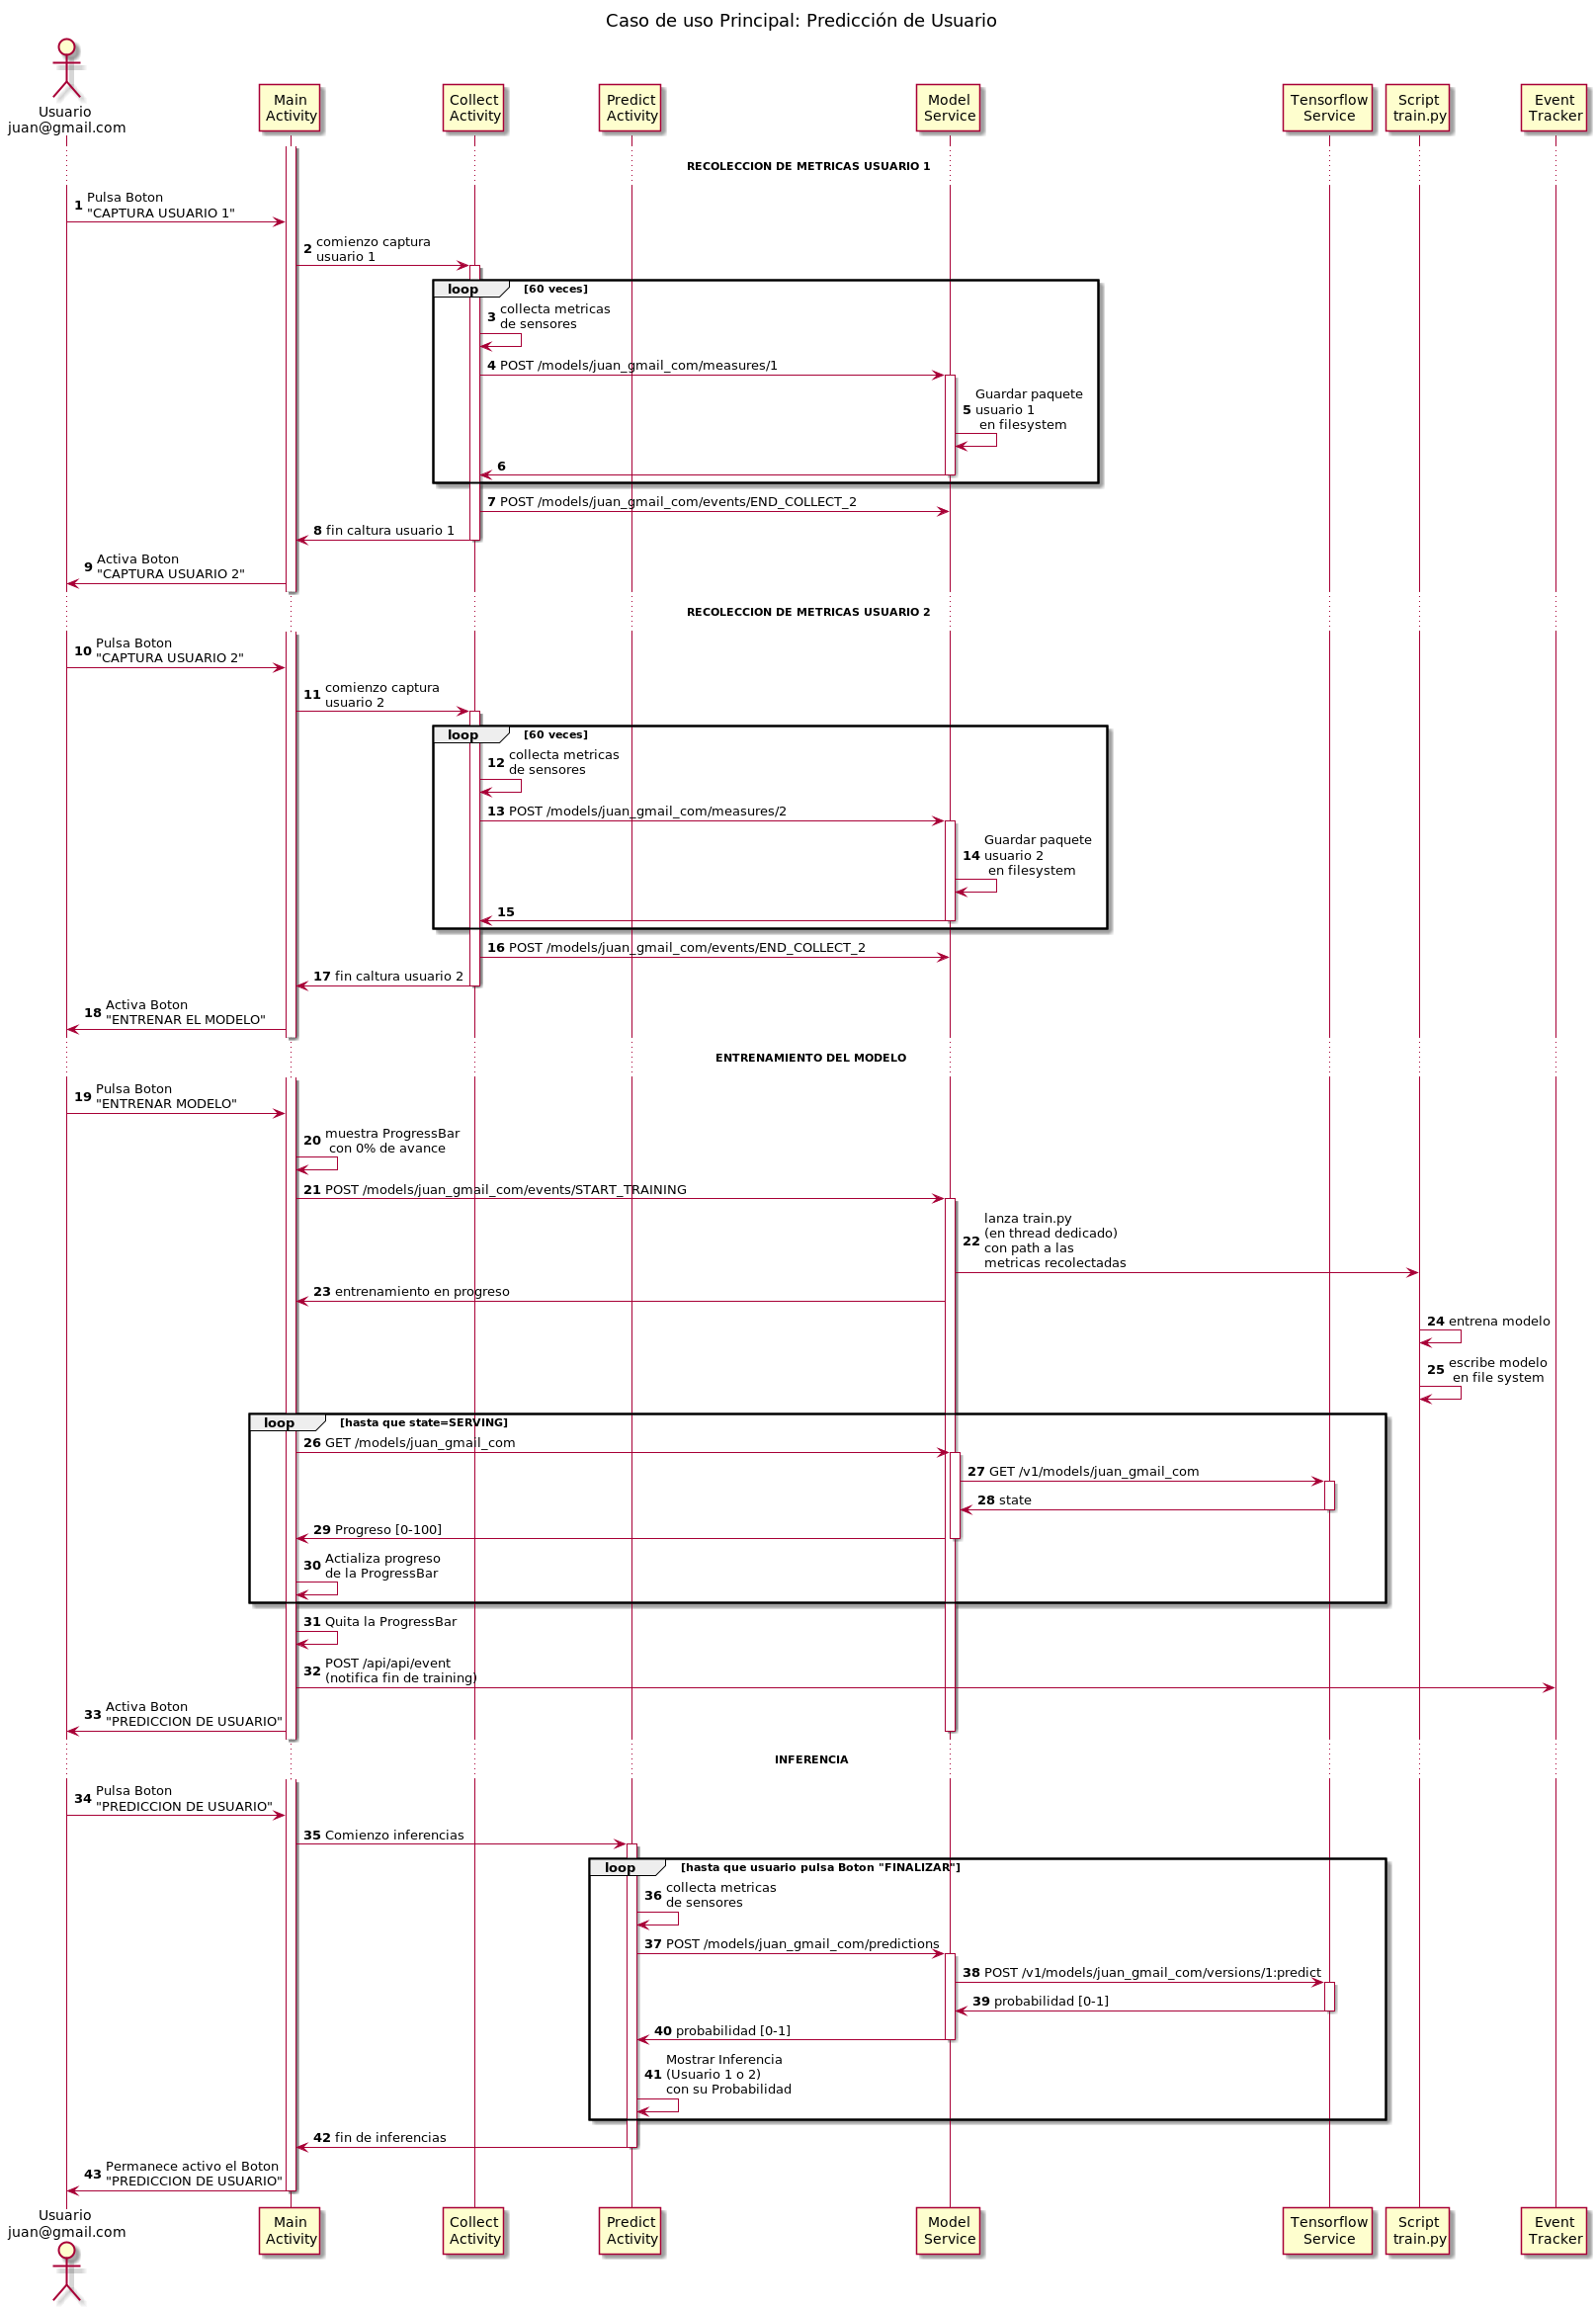 Caso de uso Principal: Predicción de Usuario
Usuario
juan@gmail.com
Main
Activity
Collect
Activity
Predict
Activity
Model
Service
Tensorflow
Service
Script
train.py
Event
Tracker
RECOLECCION DE METRICAS USUARIO 1
1 Pulsa Boton
"CAPTURA USUARIO 1"
2 comienzo captura
usuario 1
loop [60 veces]
3 collecta metricas
de sensores
4 POST /models/juan_gmail_com/measures/1
5 Guardar paquete
usuario 1
en filesystem
6
7 POST /models/juan_gmail_com/events/END_COLLECT_2
8 fin caltura usuario 1
9 Activa Boton
"CAPTURA USUARIO 2"
RECOLECCION DE METRICAS USUARIO 2
10 Pulsa Boton
"CAPTURA USUARIO 2"
11 comienzo captura
usuario 2
loop [60 veces]
12 collecta metricas
de sensores
13 POST /models/juan_gmail_com/measures/2
14 Guardar paquete
usuario 2
en filesystem
15
16 POST /models/juan_gmail_com/events/END_COLLECT_2
17 fin caltura usuario 2
18 Activa Boton
"ENTRENAR EL MODELO"
ENTRENAMIENTO DEL MODELO
19 Pulsa Boton
"ENTRENAR MODELO"
20 muestra ProgressBar
con 0% de avance
21 POST /models/juan_gmail_com/events/START_TRAINING
22 lanza train.py
(en thread dedicado)
con path a las
metricas recolectadas
23 entrenamiento en progreso
24 entrena modelo
25 escribe modelo
en file system
loop [hasta que state=SERVING]
26 GET /models/juan_gmail_com
27 GET /v1/models/juan_gmail_com
28 state
29 Progreso [0-100]
30 Actializa progreso
de la ProgressBar
31 Quita la ProgressBar
32 POST /api/api/event
(notifica fin de training)
33 Activa Boton
"PREDICCION DE USUARIO"
INFERENCIA
34 Pulsa Boton
"PREDICCION DE USUARIO"
35 Comienzo inferencias
loop [hasta que usuario pulsa Boton "FINALIZAR"]
36 collecta metricas
de sensores
37 POST /models/juan_gmail_com/predictions
38 POST /v1/models/juan_gmail_com/versions/1:predict
39 probabilidad [0-1]
40 probabilidad [0-1]
41 Mostrar Inferencia
(Usuario 1 o 2)
con su Probabilidad
42 fin de inferencias
43 Permanece activo el Boton
"PREDICCION DE USUARIO"
Usuario
juan@gmail.com
Main
Activity
Collect
Activity
Predict
Activity
Model
Service
Tensorflow
Service
Script
train.py
Event
Tracker